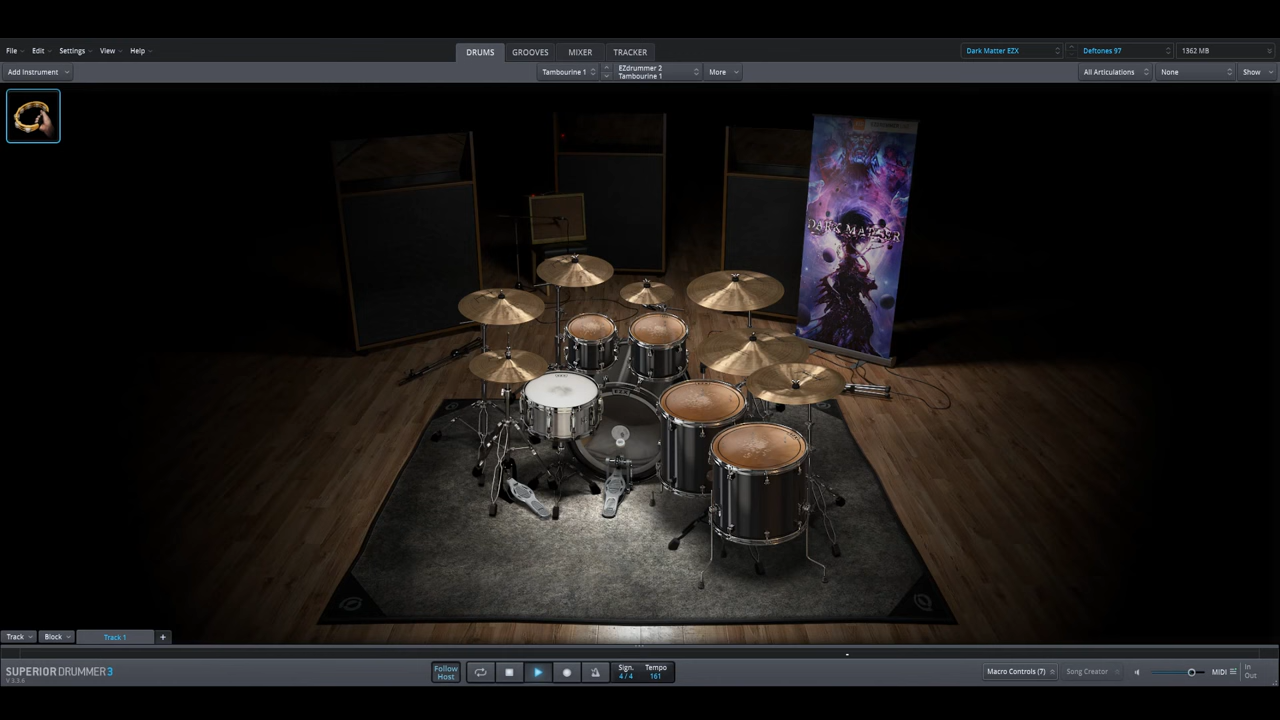 File Edit Settings View Help
DRUMS GROOVES MIXER TRACKER
Dark Matter EZX Deftones 97 1362 MB
Add Instrument
Tambourine 1
EZdrummer 2
Tambourine 1
More
All Articulations None Show
DARK MATTER
Track Block Track 1 +
SUPERIOR DRUMMER 3
Follow
Host
Sign. Tempo
4 / 4 161
Macro Controls (7) Song Creator
MIDI
In
Out